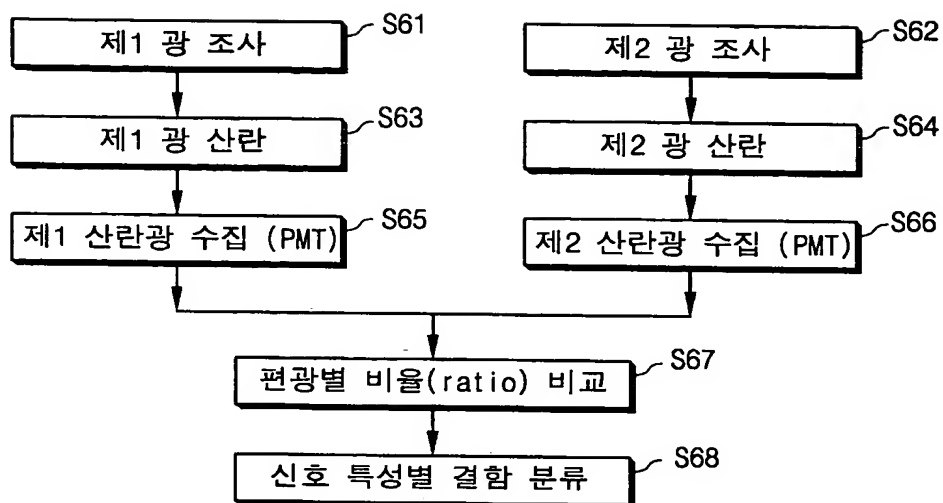 제1 광 조사
S61
제2 광 조사
S62
제1 광 산란
S63
제2 광 산란
S64
제1 산란광 수집 (PMT)
S65
제2 산란광 수집 (PMT)
S66
편광별 비율(ratio) 비교
S67
신호 특성별 결함 분류
S68